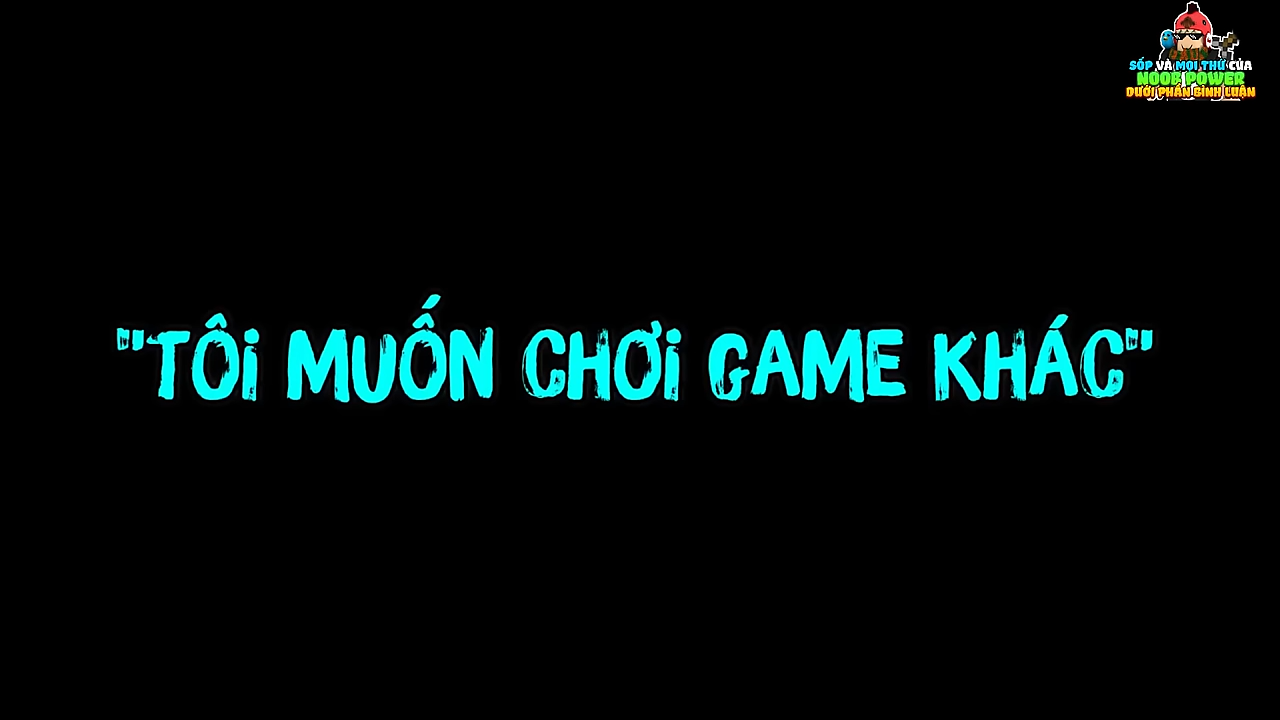 SỐP VÀ MỌI THỨ CỦA
NOOB POWER
DƯỚI PHẦN BÌNH LUẬN
"TÔI MUỐN CHƠI GAME KHÁC"